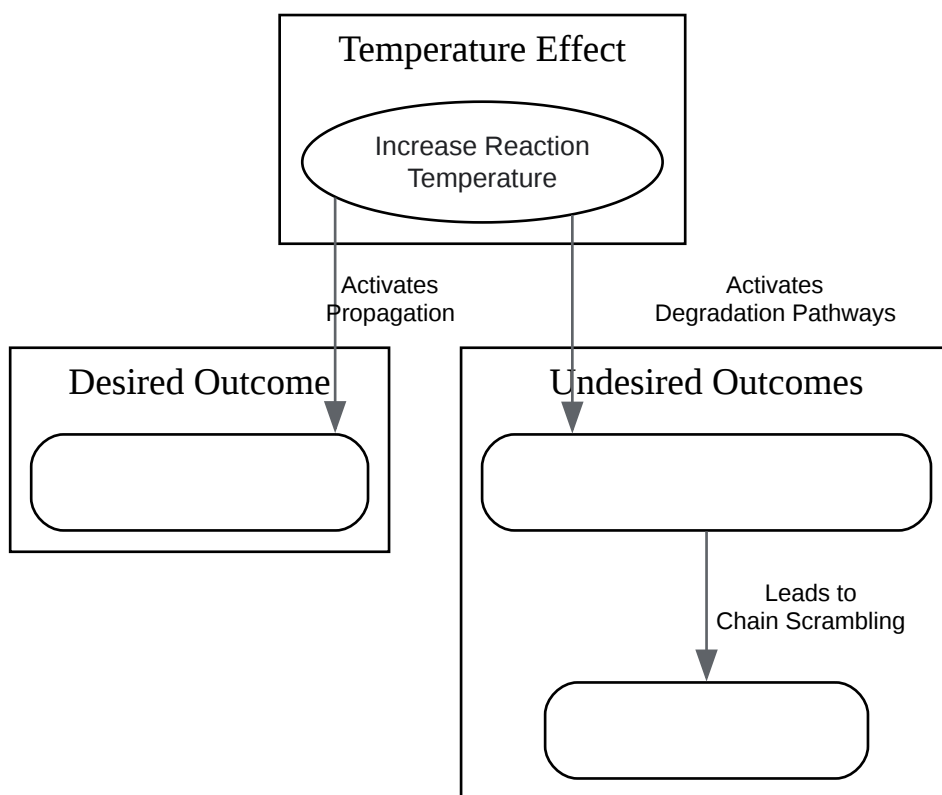 Temperature Effect
Increase Reaction
Temperature
Activates
Propagation
Activates
Degradation Pathways
Desired Outcome
Undesired Outcomes
Leads to
Chain Scrambling